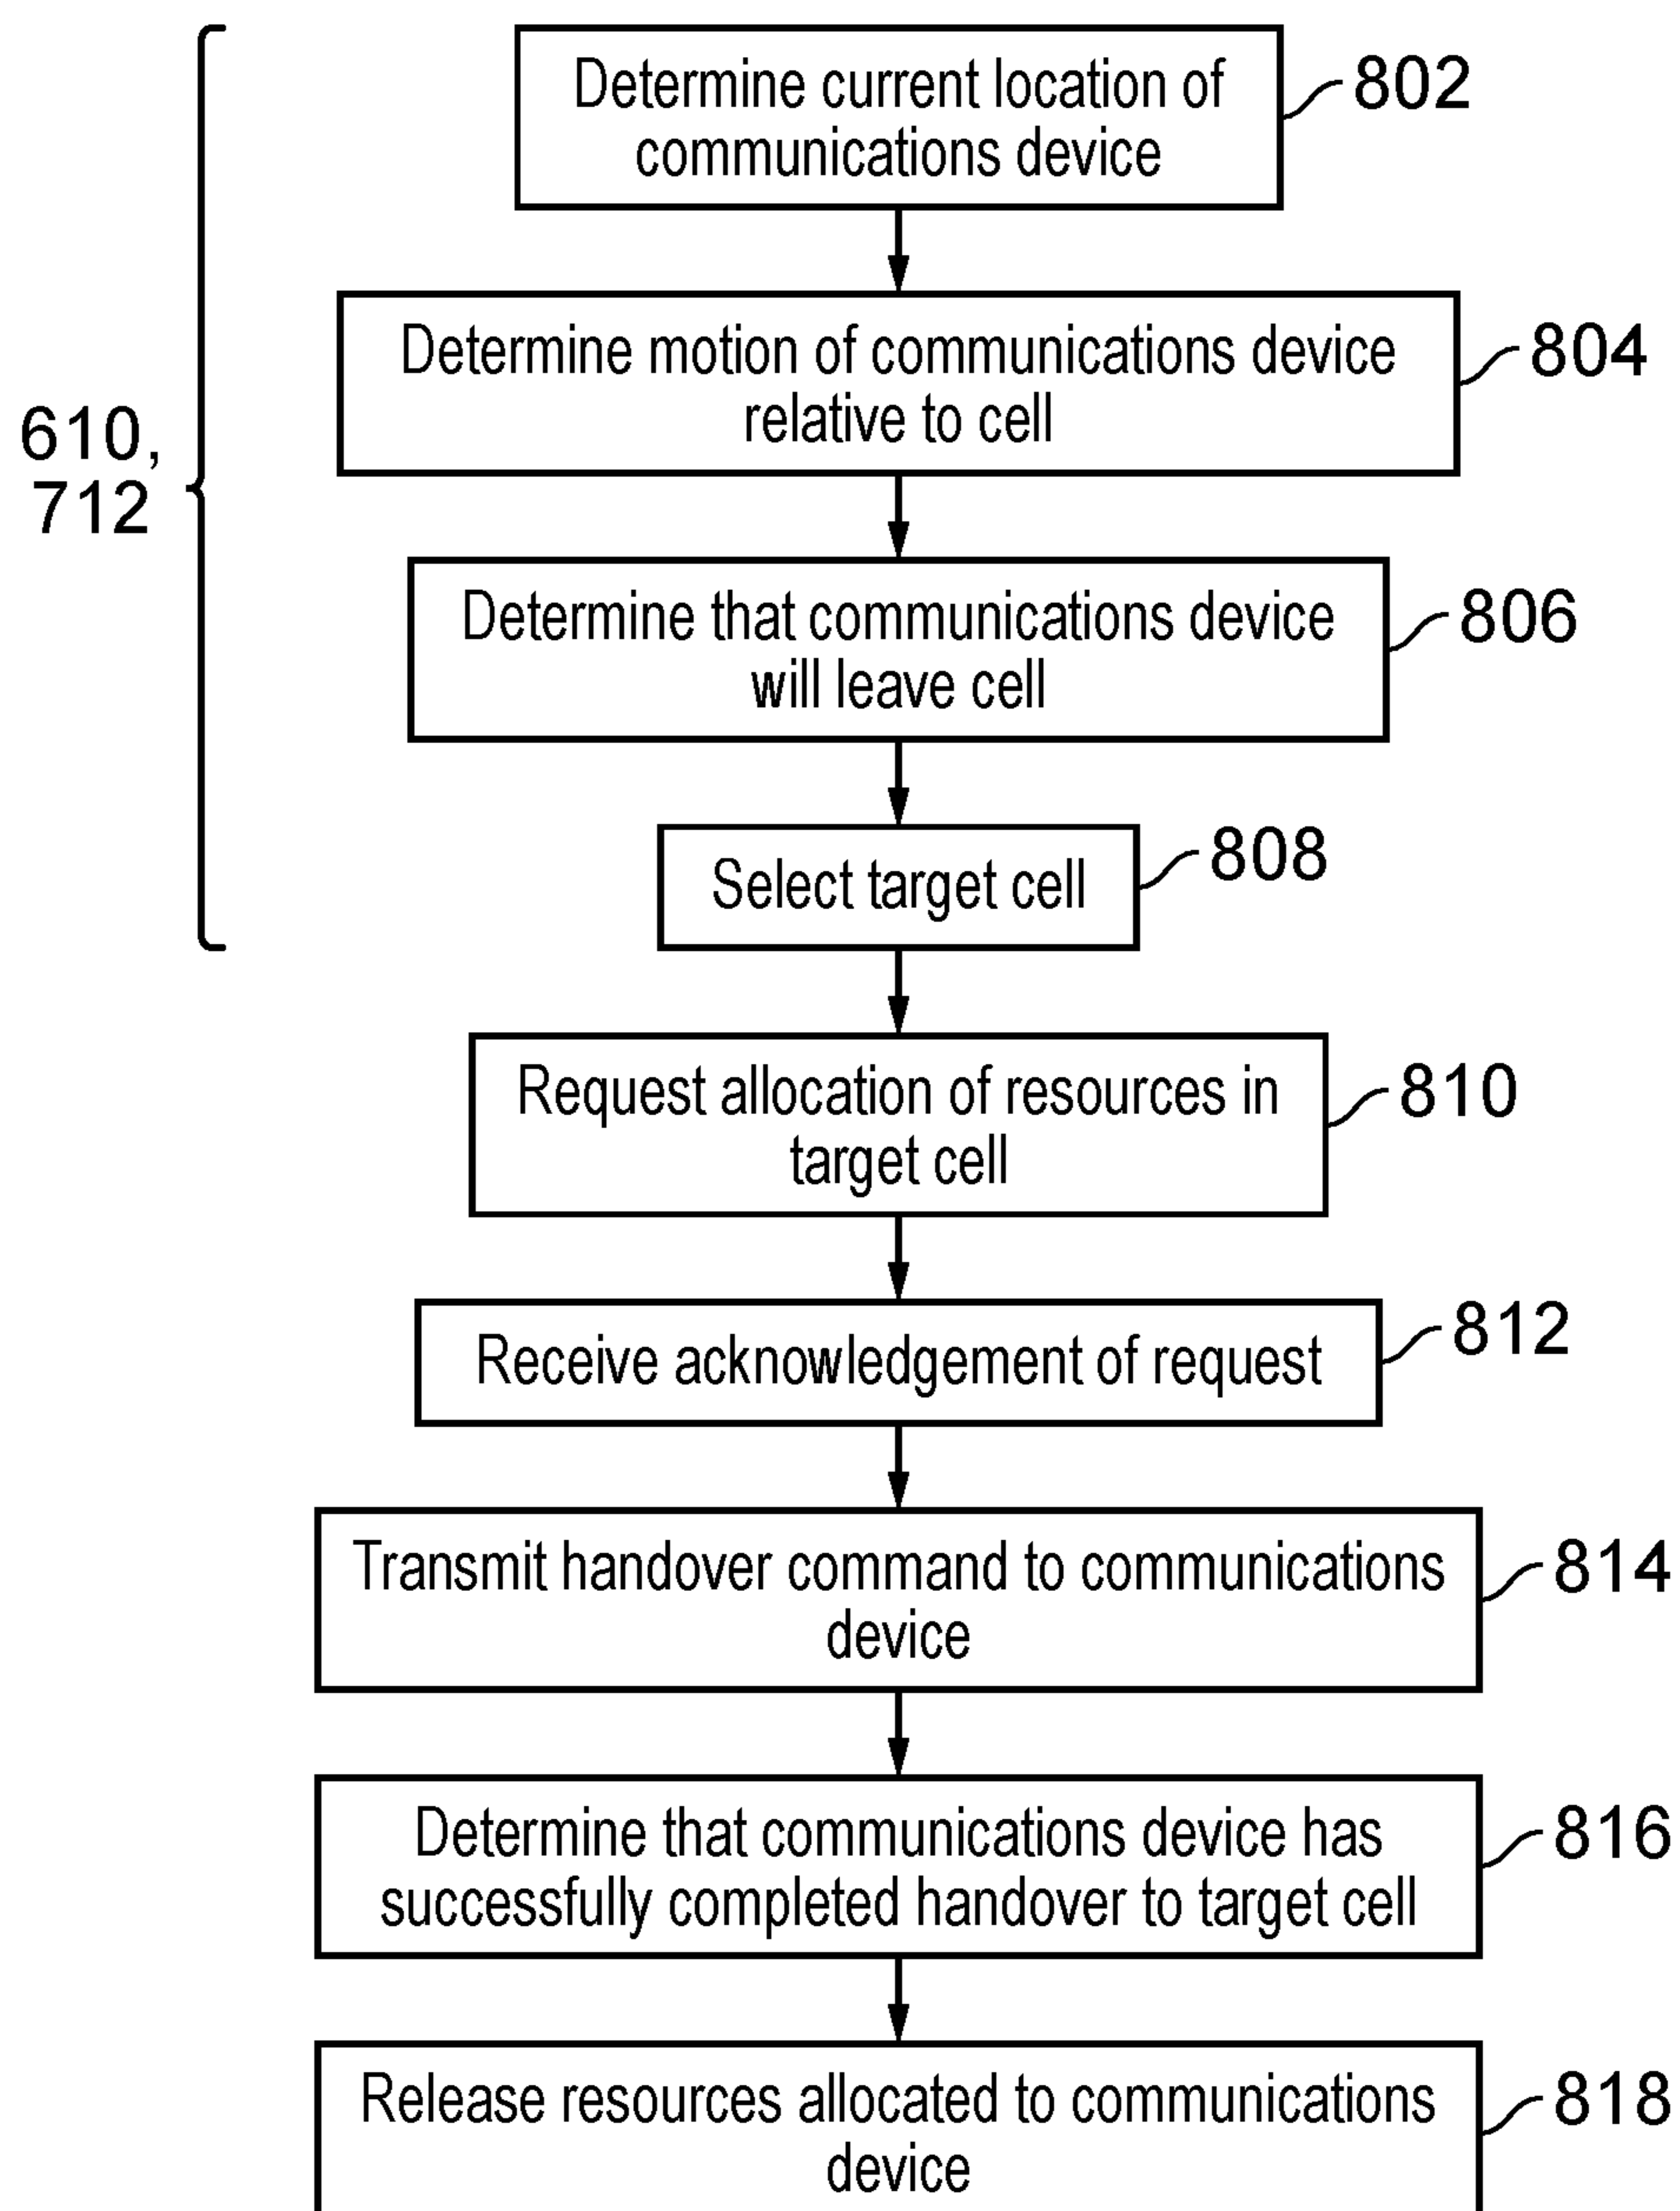 Determine current location of
communications device
802
Determine motion of communications device
relative to cell
804
610,
712
Determine that communications device
will leave cell
806
Select target cell
808
Request allocation of resources in
target cell
810
Receive acknowledgement of request
812
Transmit handover command to communications
device
814
Determine that communications device has
successfully completed handover to target cell
816
Release resources allocated to communications
device
818